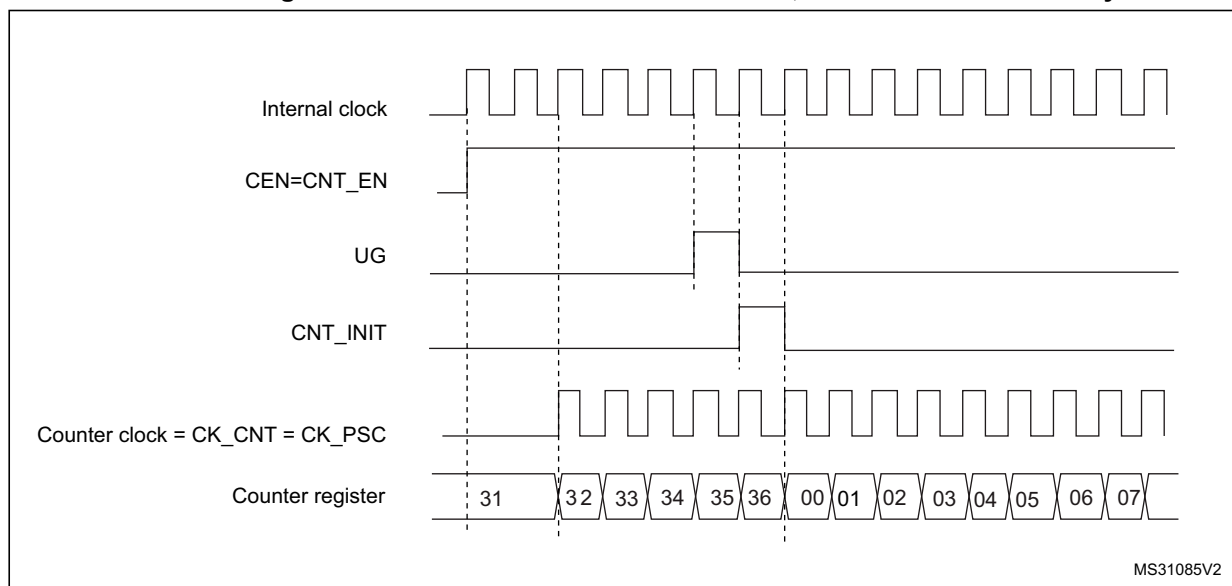 Internal clock
CEN=CNT_EN
UG
CNT_INIT
Counter clock = CK_CNT = CK_PSC
Counter register 31 32 33 34 35 36 00 01 02 03 04 05 06 07
MS31085V2